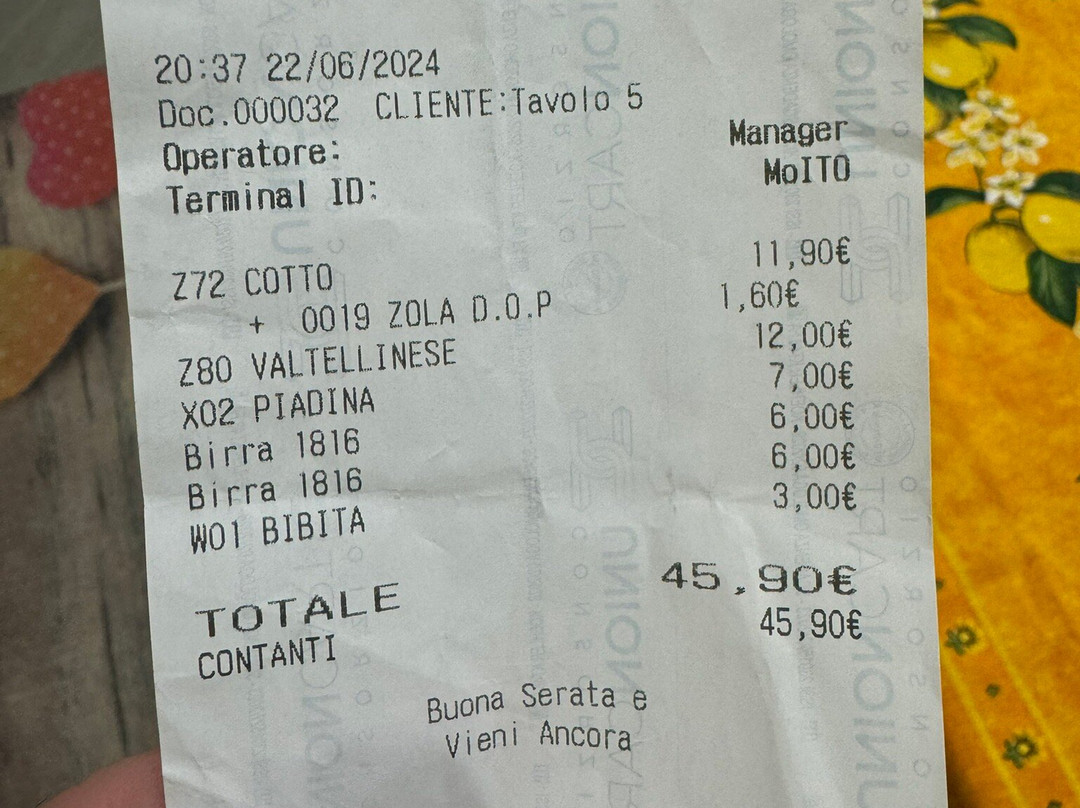 20:37 22/06/2024
Doc.000032 CLIENTE:Tavolo 5
Operatore: Manager
Terminal ID: MoITO
Z72 COTTO 11,90€
+ 0019 ZOLA D.O.P 1,60€
Z80 VALTELLINESE 12,00€
X02 PIADINA 7,00€
Birra 1816 6,00€
Birra 1816 6,00€
W01 BIBITA 3,00€
TOTALE 45,90€
CONTANTI 45,90€
Buona Serata e
Vieni Ancora